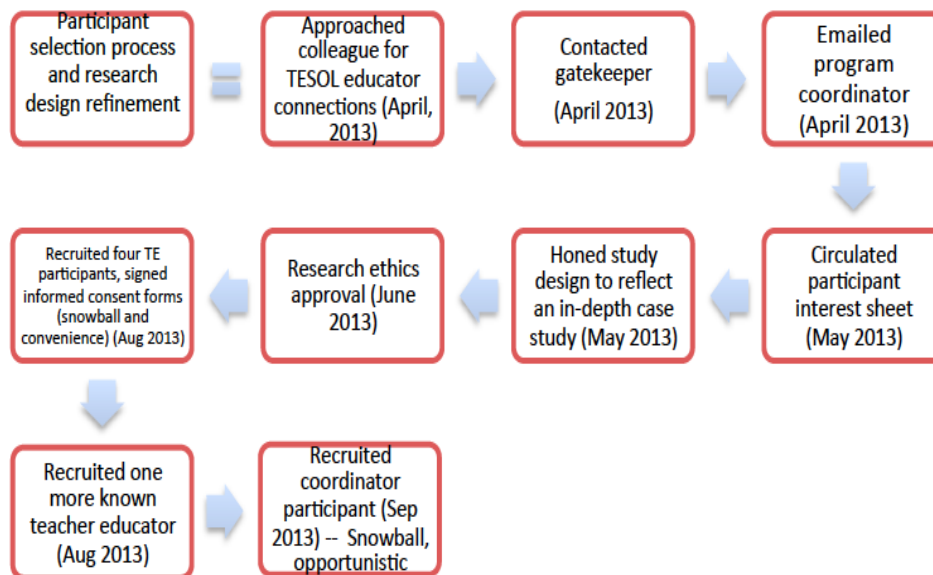 Participant
selection process
and research
design refinement
Approached
colleague for
TESOL educator
connections (April,
2013)
Contacted
gatekeeper
(April 2013)
Emailed
program
coordinator
(April 2013)
Circulated
participant
interest sheet
(May 2013)
Honed study
design to reflect
an in-depth case
study (May 2013)
Research ethics
approval (June
2013)
Recruited four TE
participants, signed
informed consent forms
(snowball and
convenience) (Aug 2013)
Recruited one
more known
teacher educator
(Aug 2013)
Recruited
coordinator
participant (Sep
2013) -- Snowball,
opportunistic